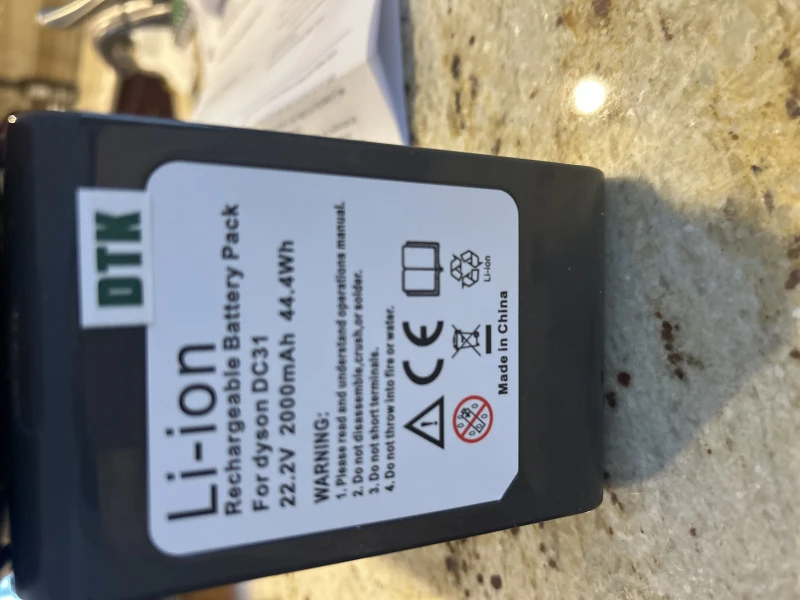 DTK
Li-ion
Rechargeable Battery Pack
For dyson DC31
22.2V 2000mAh 44.4Wh
WARNING:
1. Please read and understand operations manual.
2. Do not disassemble,crush,or solder.
3. Do not short terminals.
4. Do not throw into fire or water.
CE
Li-ion
Made in China